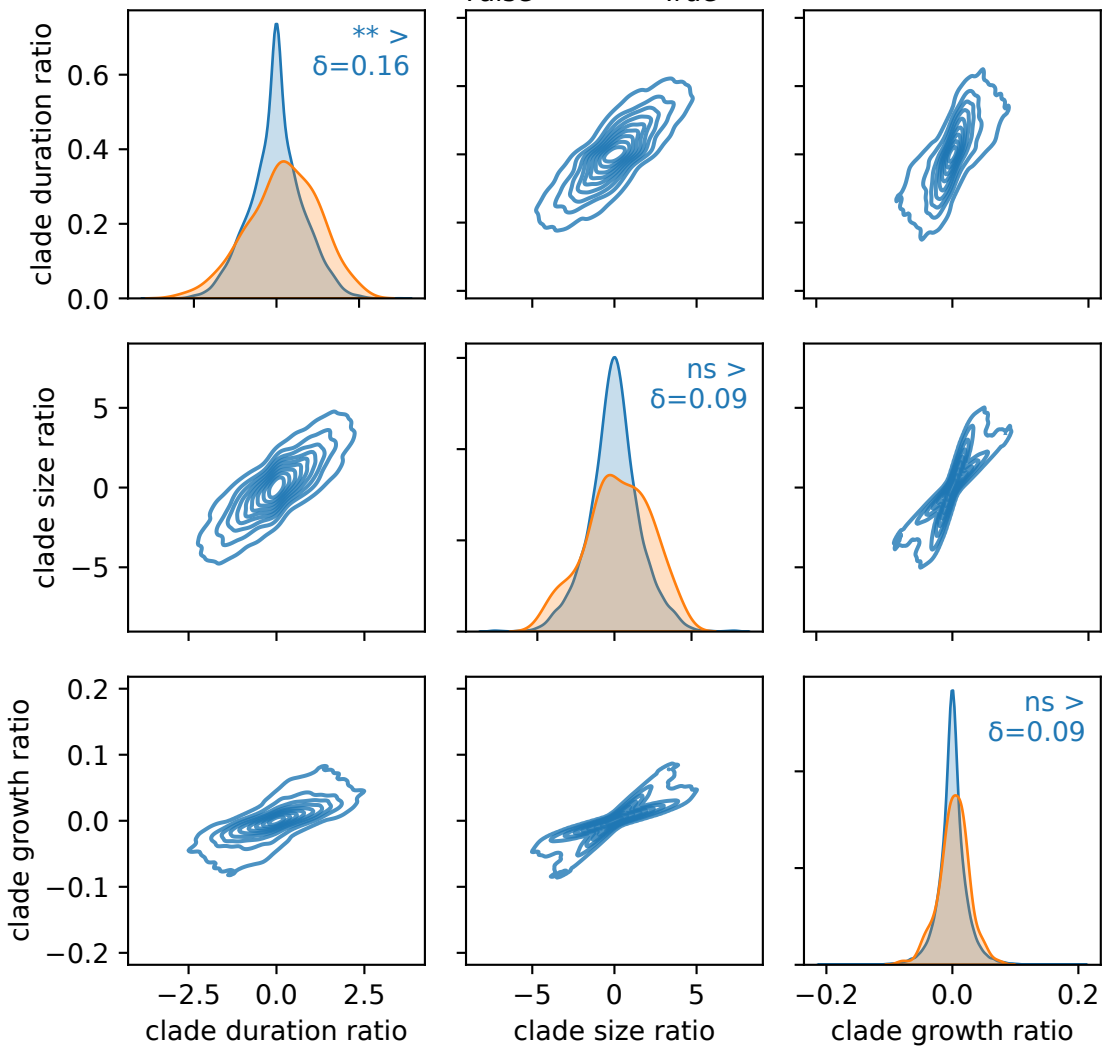 clade duration ratio
0.6
0.4
0.2
0.0
** >
δ=0.16
clade size ratio
5
0
−5
ns >
δ=0.09
clade growth ratio
0.2
0.1
0.0
−0.1
−0.2
ns >
δ=0.09
−2.5 0.0 2.5
−5 0 5
−0.2 0.0 0.2
clade duration ratio
clade size ratio
clade growth ratio